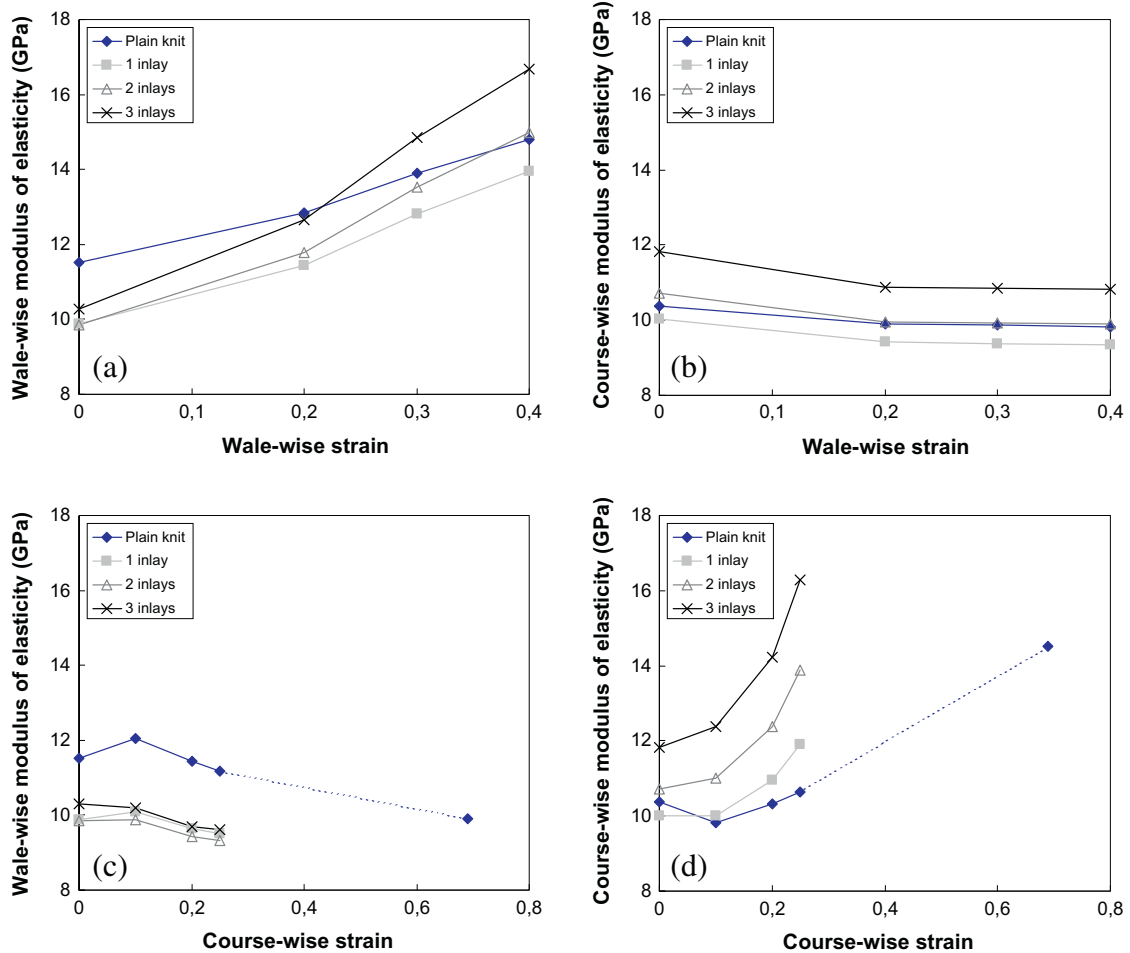 Wale-wise modulus of elasticity (GPa)
18
16
14
12
10
8
Plain knit
1 inlay
2 inlays
3 inlays
(a)
0 0,1 0,2 0,3 0,4
Wale-wise strain
Course-wise modulus of elasticity (GPa)
18
16
14
12
10
8
Plain knit
1 inlay
2 inlays
3 inlays
(b)
0 0,1 0,2 0,3 0,4
Wale-wise strain
Wale-wise modulus of elasticity (GPa)
18
16
14
12
10
8
Plain knit
1 inlay
2 inlays
3 inlays
(c)
0 0,2 0,4 0,6 0,8
Course-wise strain
Course-wise modulus of elasticity (GPa)
18
16
14
12
10
8
Plain knit
1 inlay
2 inlays
3 inlays
(d)
0 0,2 0,4 0,6 0,8
Course-wise strain